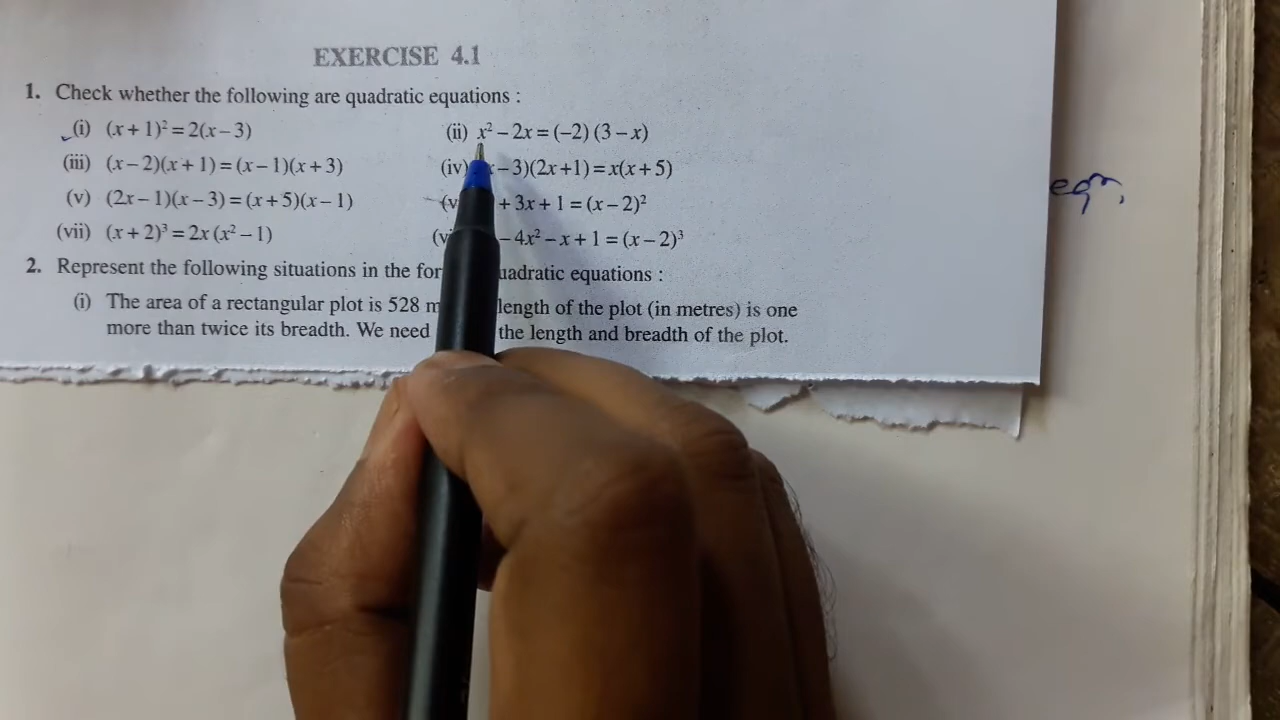 EXERCISE 4.1
1. Check whether the following are quadratic equations :
(i) (x + 1)² = 2(x – 3) (ii) x² – 2x = (–2) (3 – x)
(iii) (x – 2)(x + 1) = (x – 1)(x + 3) (iv) – 3)(2x + 1) = x(x + 5)
(v) (2x – 1)(x – 3) = (x + 5)(x – 1) + 3x + 1 = (x – 2)²
(vii) (x + 2)³ = 2x (x² – 1) – 4x² – x + 1 = (x – 2)³
2. Represent the following situations in the uadratic equations :
(i) The area of a rectangular plot is 528 length of the plot (in metres) is one
more than twice its breadth. We need the length and breadth of the plot.
eqn.